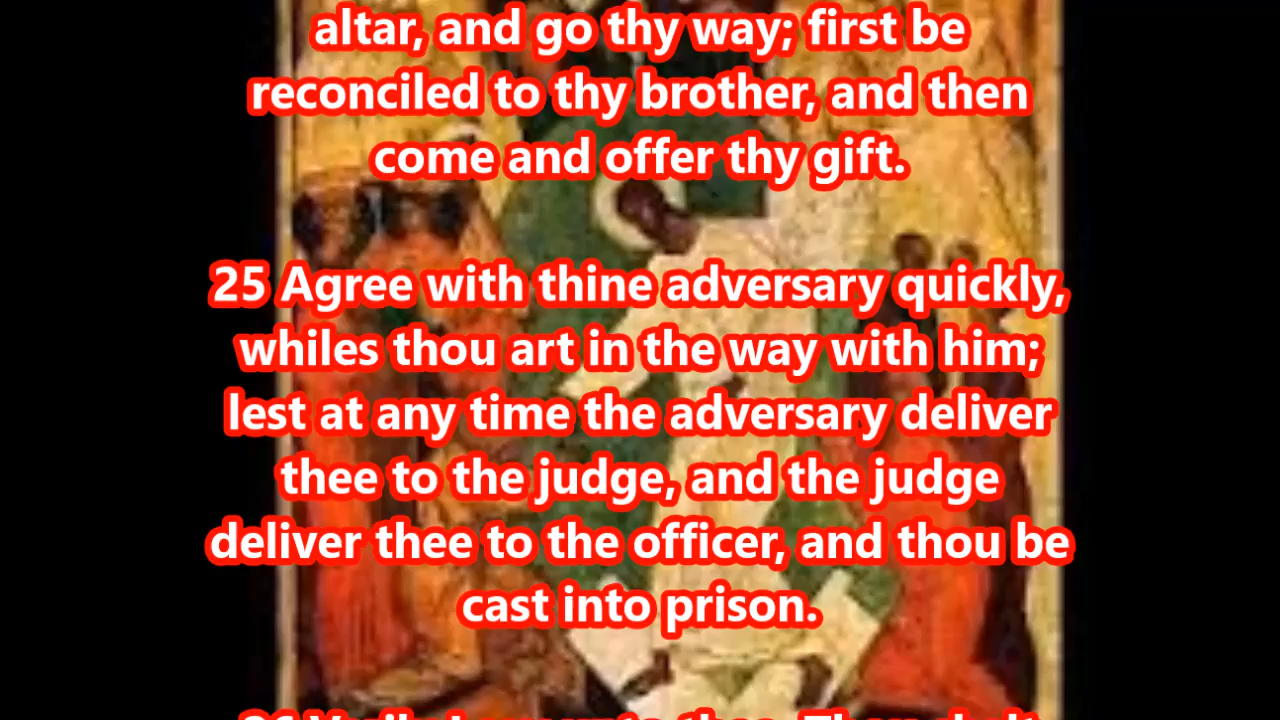 altar, and go thy way; first be
reconciled to thy brother, and then
come and offer thy gift.
25 Agree with thine adversary quickly,
whiles thou art in the way with him;
lest at any time the adversary deliver
thee to the judge, and the judge
deliver thee to the officer, and thou be
cast into prison.